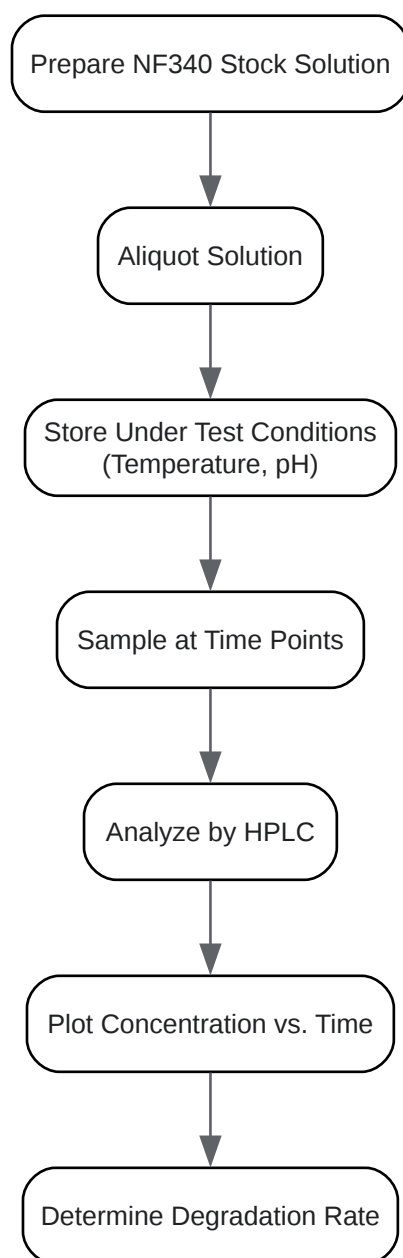 Prepare NF340 Stock Solution
Aliquot Solution
Store Under Test Conditions
(Temperature, pH)
Sample at Time Points
Analyze by HPLC
Plot Concentration vs. Time
Determine Degradation Rate